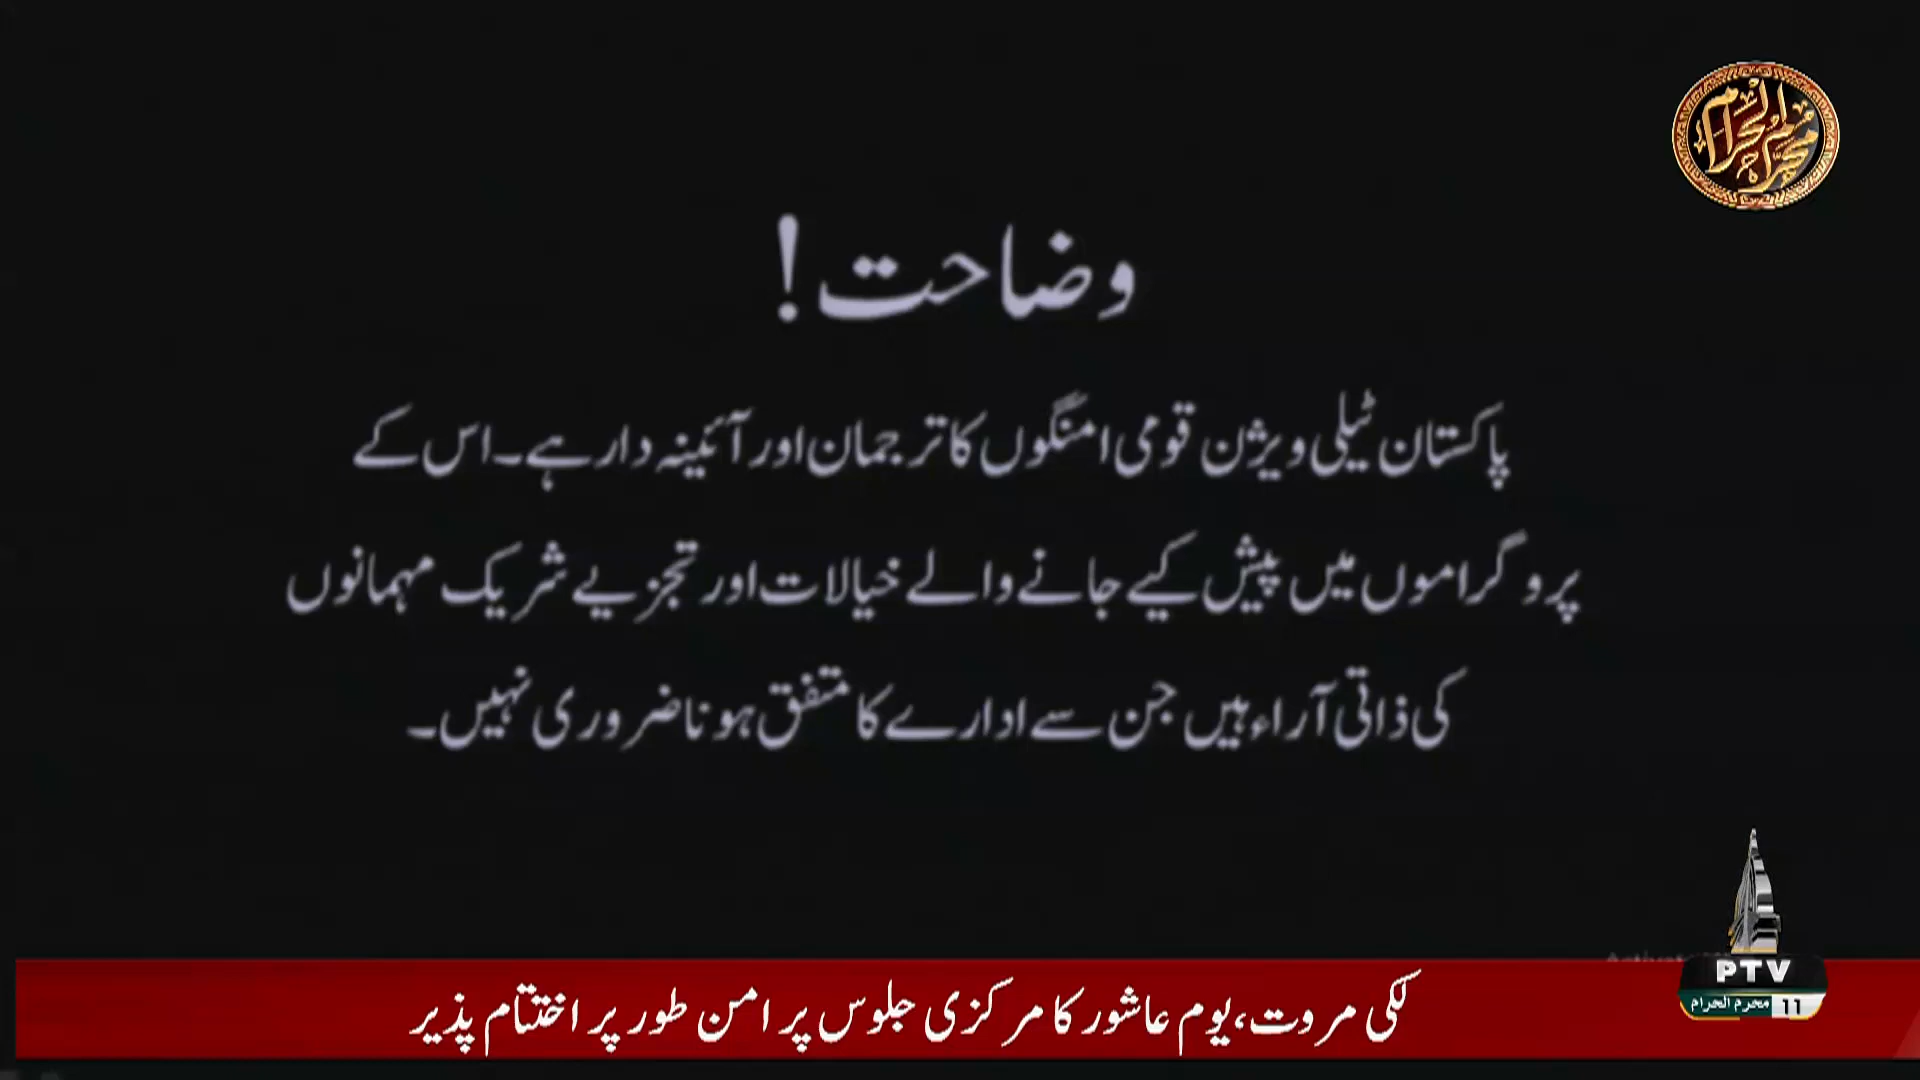 محرم الحرام
وضاحت!
پاکستان ٹیلی ویژن قومی امنگوں کا ترجمان اور آئینہ دار ہے۔ اس کے
پروگراموں میں پیش کیے جانے والے خیالات اور تجزیے شریک مہمانوں
کی ذاتی آراء ہیں جن سے ادارے کا متفق ہونا ضروری نہیں۔
PTV
محرم الحرام 11
لکی مروت، یوم عاشور کا مرکزی جلوس پر امن طور پر اختتام پذیر